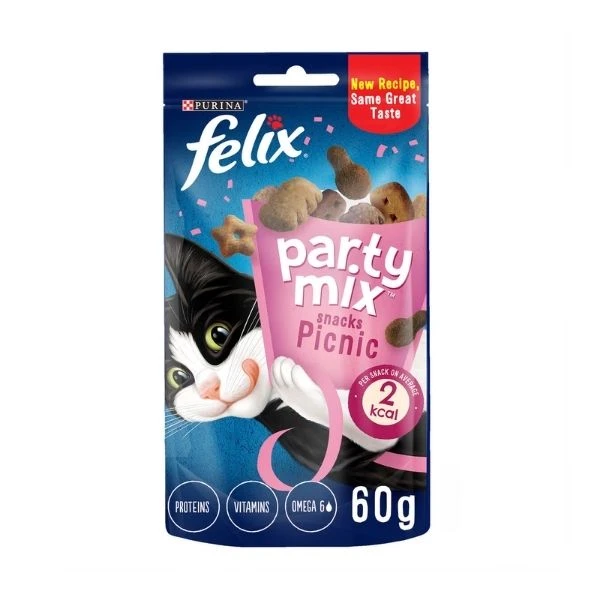 New Recipe,
Same Great
Taste
PURINA
felix
party
mix™
snacks
Picnic
PER SNACK ON AVERAGE
2
kcal
PROTEINS
VITAMINS
OMEGA 6
60g